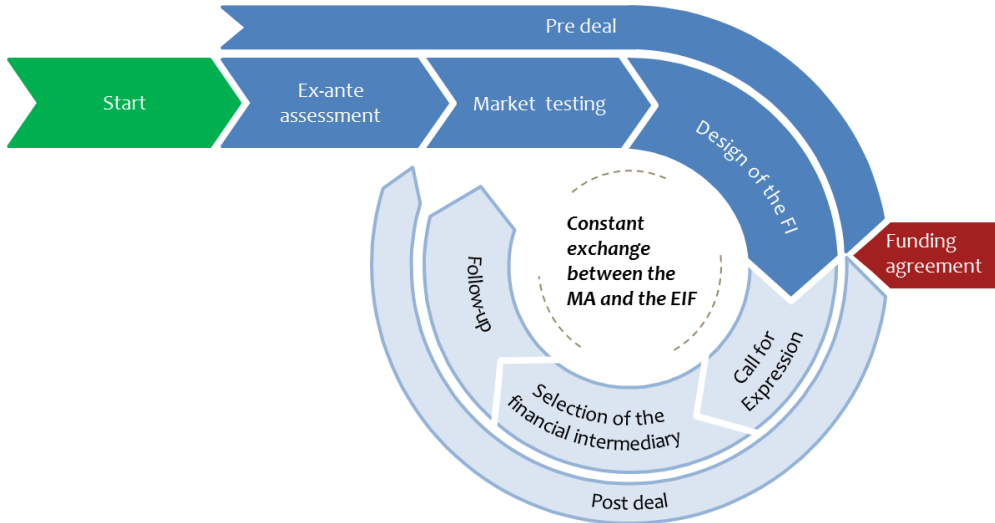 Pre deal
Start
Ex-ante
assessment
Market testing
Design of the FI
Funding
agreement
Constant
exchange
between the
MA and the EIF
Call for
Expression
Selection of the
financial intermediary
Follow-up
Post deal